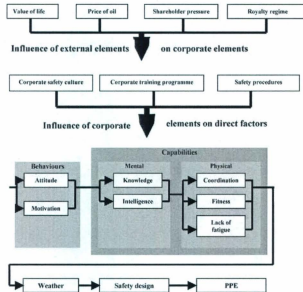 Value of life Price of oil Shareholder pressure Royalty regime
Influence of external elements on corporate elements
Corporate safety culture Corporate training programme Safety procedures
Influence of corporate elements on direct factors
Capabilities
Behaviours Mental Physical
Attitude Knowledge Coordination
Motivation Intelligence Fitness
Lack of
fatigue
Weather Safety design PPE